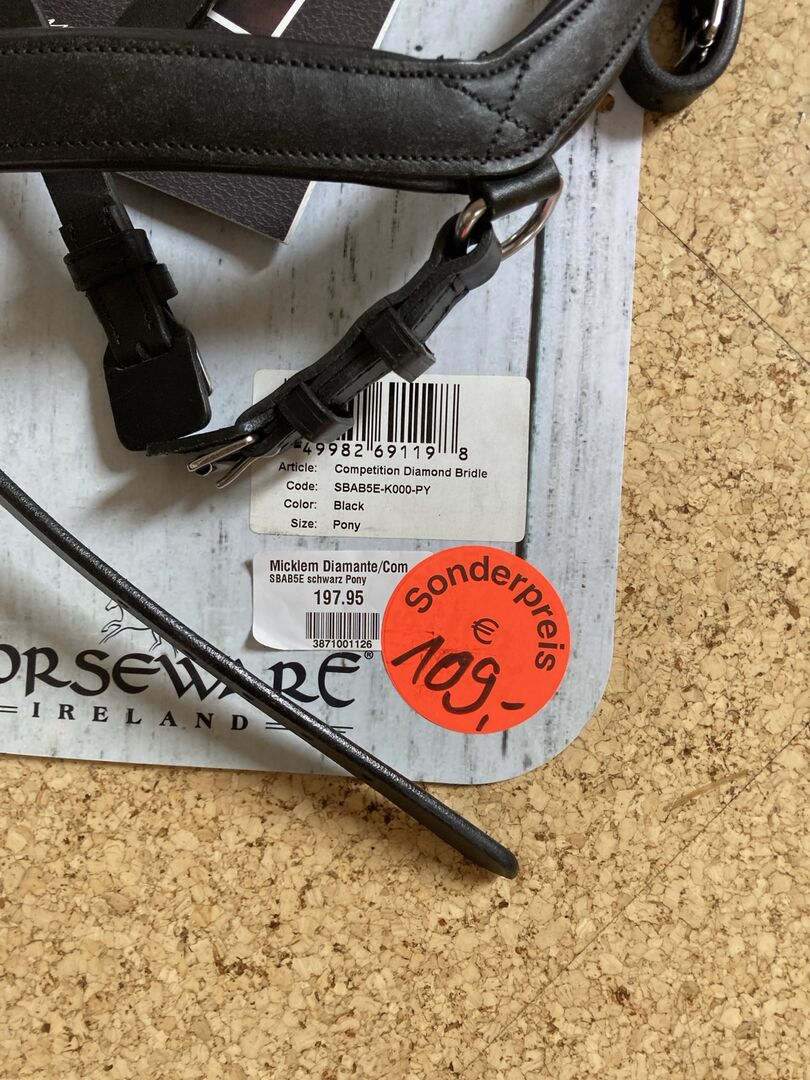 49982 69119 8
Article: Competition Diamond Bridle
Code: SBAB5E-K000-PY
Color: Black
Size: Pony
Micklem Diamante/Com
SBAB5E schwarz Pony
197.95
3871001126
Sonderpreis
€
109,-
ORSEWARE®
IRELAND